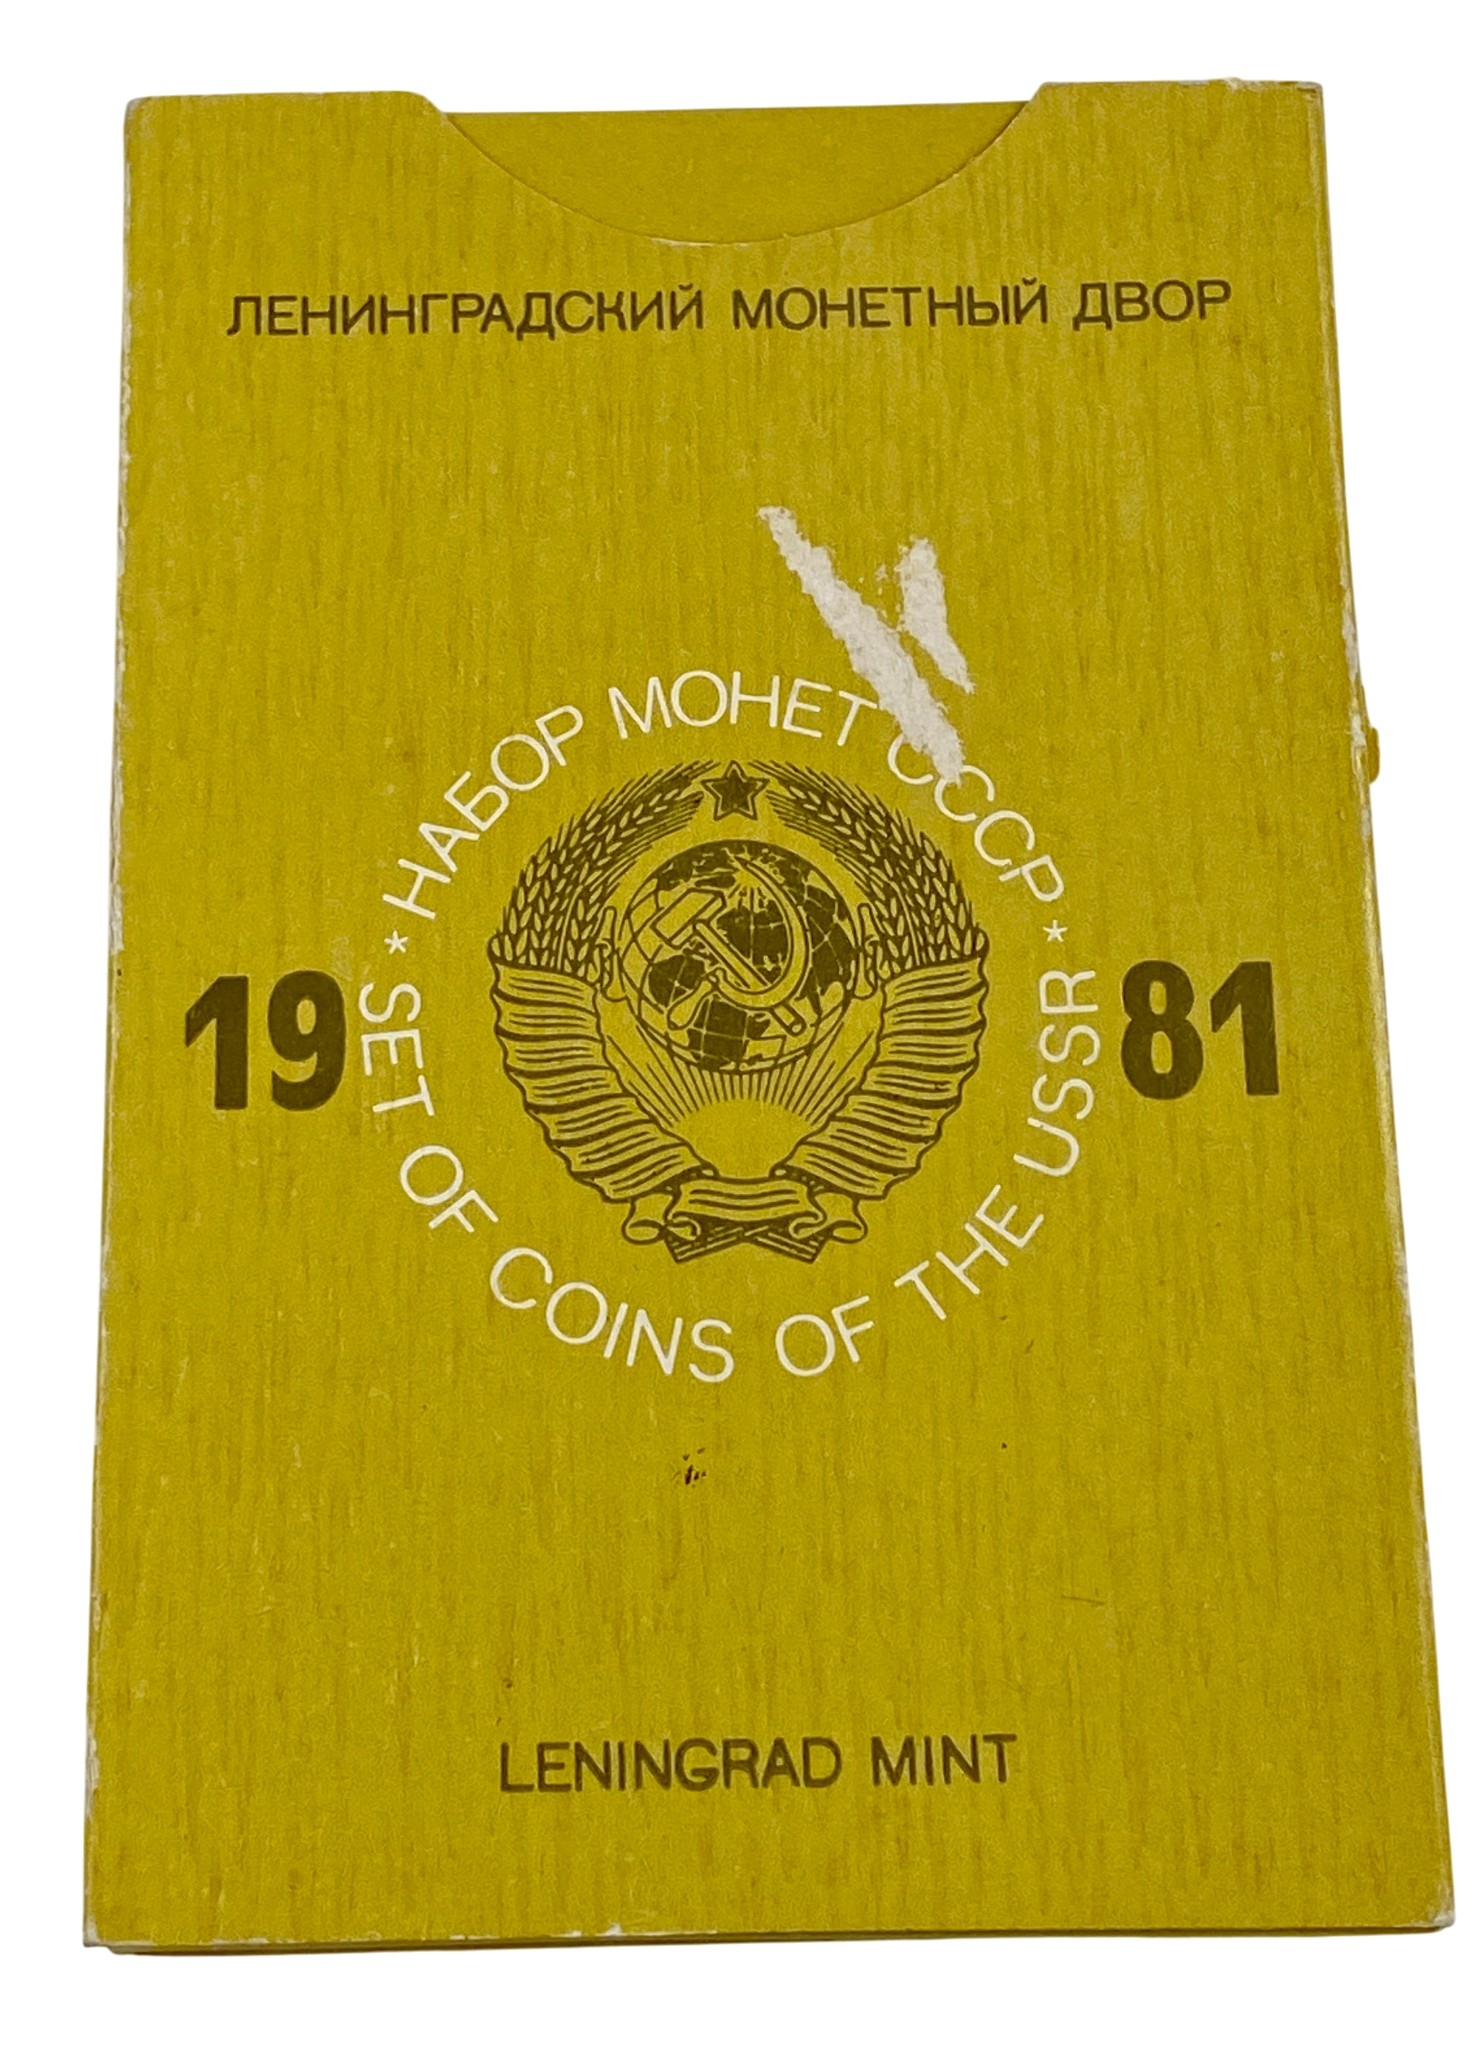 ЛЕНИНГРАДСКИЙ МОНЕТНЫЙ ДВОР
* НАБОР МОНЕТ СССР *
19 81
SET OF COINS OF THE USSR
LENINGRAD MINT